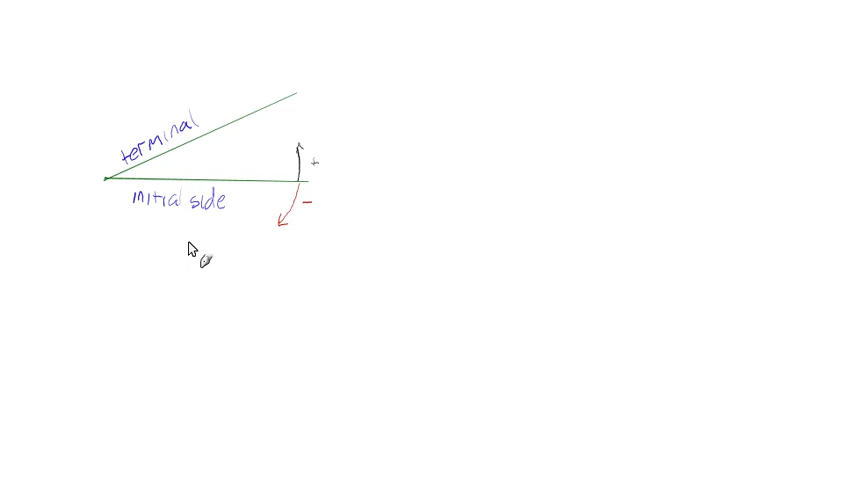 terminal
+
initial side
-